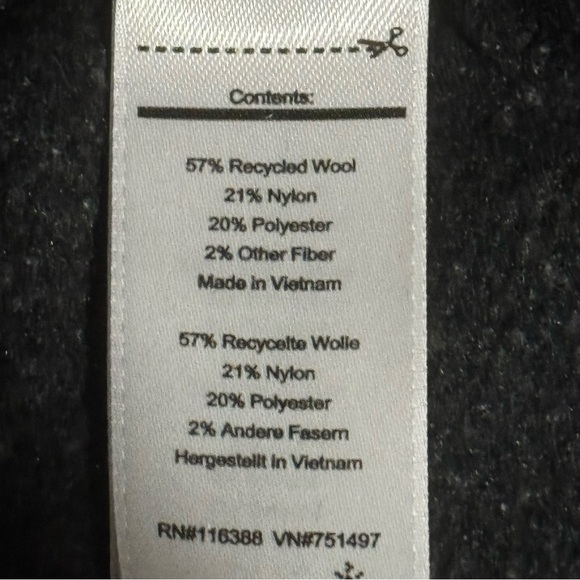 Contents:
57% Recycled Wool
21% Nylon
20% Polyester
2% Other Fiber
Made in Vietnam
57% Recycelte Wolle
21% Nylon
20% Polyester
2% Andere Fasern
Hergestellt in Vietnam
RN#116388 VN#751497